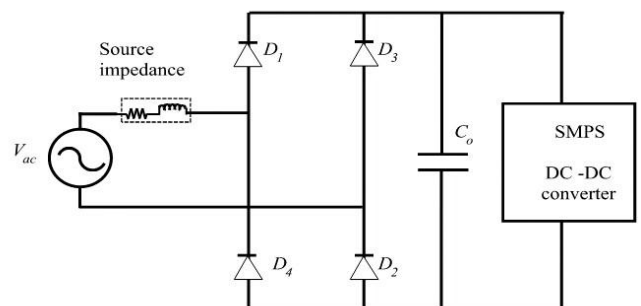 Source
impedance
D1
D3
Vac
Co
SMPS
DC -DC
converter
D4
D2